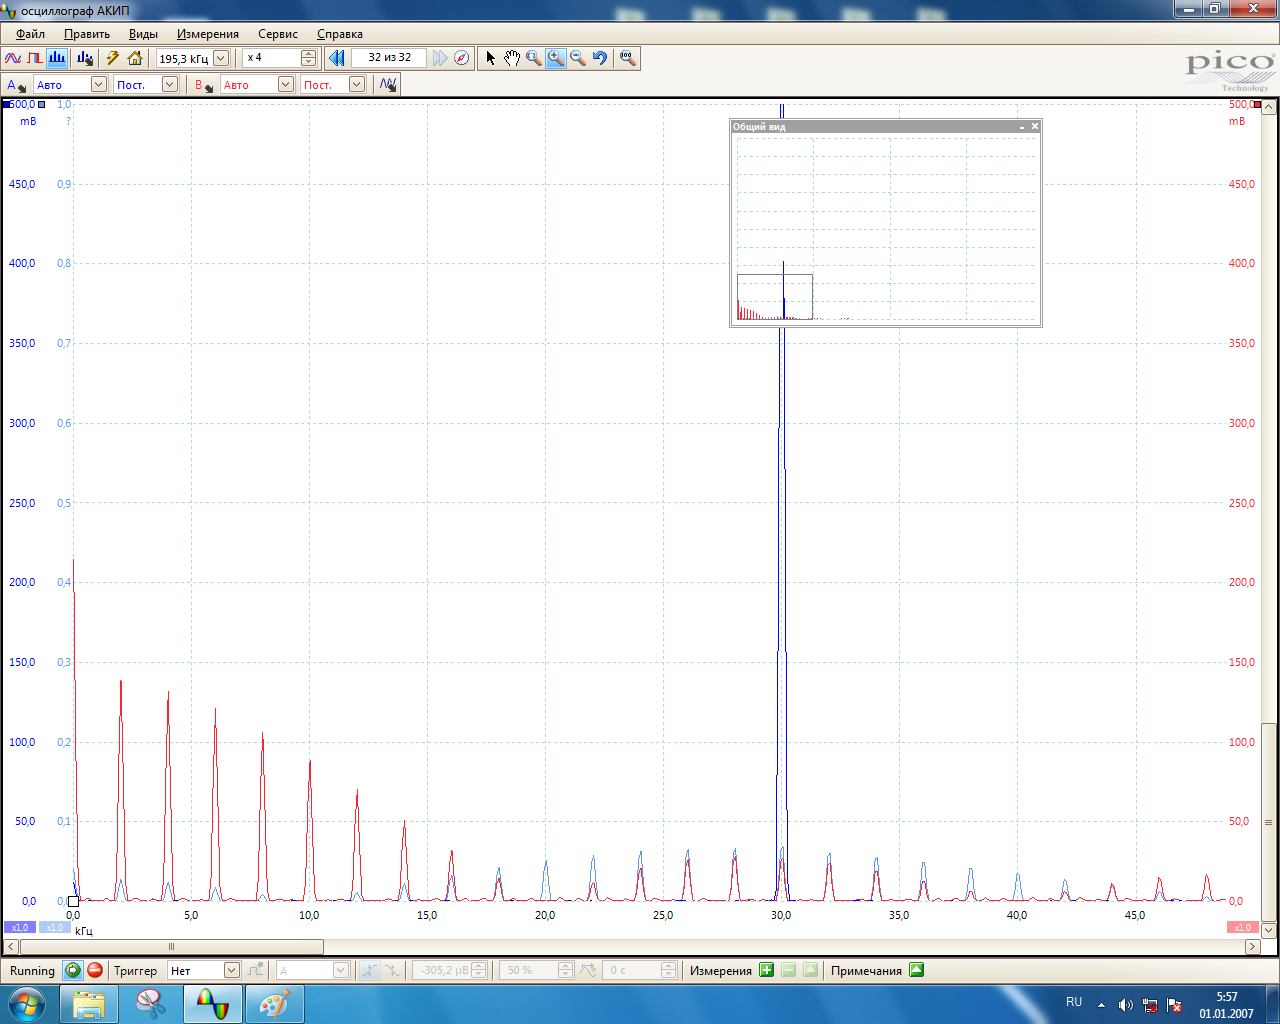 осциллограф АКИП
Файл Править Виды Измерения Сервис Справка
195,3 кГц x 4 32 из 32
pico
Technology
A Авто Пост. B Авто Пост.
500,0 1,0 500,0
mB ? mB
Общий вид
450,0 0,9 450,0
400,0 0,8 400,0
350,0 0,7 350,0
300,0 0,6 300,0
250,0 0,5 250,0
200,0 0,4 200,0
150,0 0,3 150,0
100,0 0,2 100,0
50,0 0,1 50,0
0,0 0,0 0,0
0,0 5,0 10,0 15,0 20,0 25,0 30,0 35,0 40,0 45,0
x1,0 x1,0 кГц x1,0
Running Триггер Нет A -305,2 µB 50 % 0 с Измерения Примечания
RU 5:57
01.01.2007